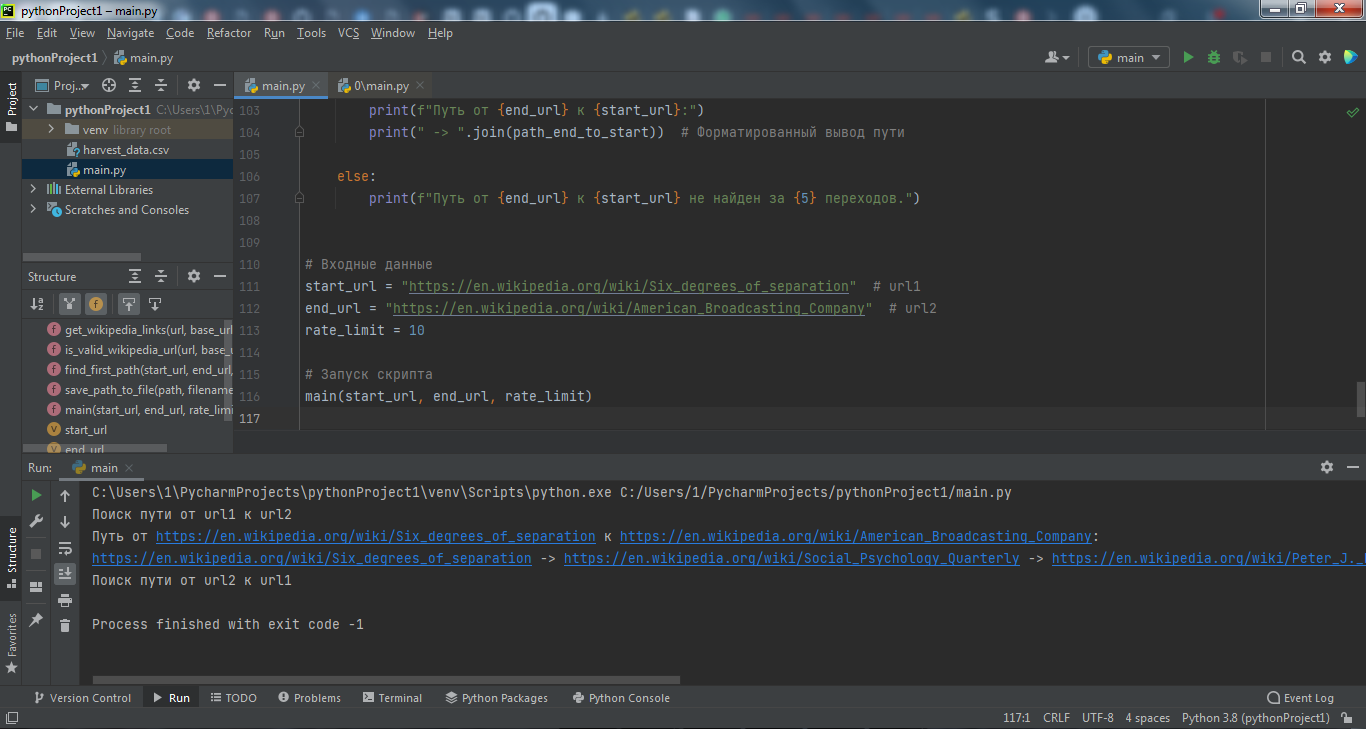 pythonProject1 – main.py
File Edit View Navigate Code Refactor Run Tools VCS Window Help
pythonProject1 main.py
main
Project
Proj...
main.py
0\main.py
pythonProject1 C:\Users\1\Pyc
venv library root
harvest_data.csv
main.py
External Libraries
Scratches and Consoles
Structure
get_wikipedia_links(url, base_url
is_valid_wikipedia_url(url, base_u
find_first_path(start_url, end_url,
save_path_to_file(path, filename
main(start_url, end_url, rate_limi
start_url
end_url
103 print(f"Путь от {end_url} к {start_url}:")
104 print(" -> ".join(path_end_to_start)) # Форматированный вывод пути
105
106 else:
107 print(f"Путь от {end_url} к {start_url} не найден за {5} переходов.")
108
109
110 # Входные данные
111 start_url = "https://en.wikipedia.org/wiki/Six_degrees_of_separation" # url1
112 end_url = "https://en.wikipedia.org/wiki/American_Broadcasting_Company" # url2
113 rate_limit = 10
114
115 # Запуск скрипта
116 main(start_url, end_url, rate_limit)
117
Run: main
C:\Users\1\PycharmProjects\pythonProject1\venv\Scripts\python.exe C:/Users/1/PycharmProjects/pythonProject1/main.py
Поиск пути от url1 к url2
Путь от https://en.wikipedia.org/wiki/Six_degrees_of_separation к https://en.wikipedia.org/wiki/American_Broadcasting_Company:
https://en.wikipedia.org/wiki/Six_degrees_of_separation -> https://en.wikipedia.org/wiki/Social_Psychology_Quarterly -> https://en.wikipedia.org/wiki/Peter_J._
Поиск пути от url2 к url1
Process finished with exit code -1
Structure
Favorites
Version Control Run TODO Problems Terminal Python Packages Python Console Event Log
117:1 CRLF UTF-8 4 spaces Python 3.8 (pythonProject1)